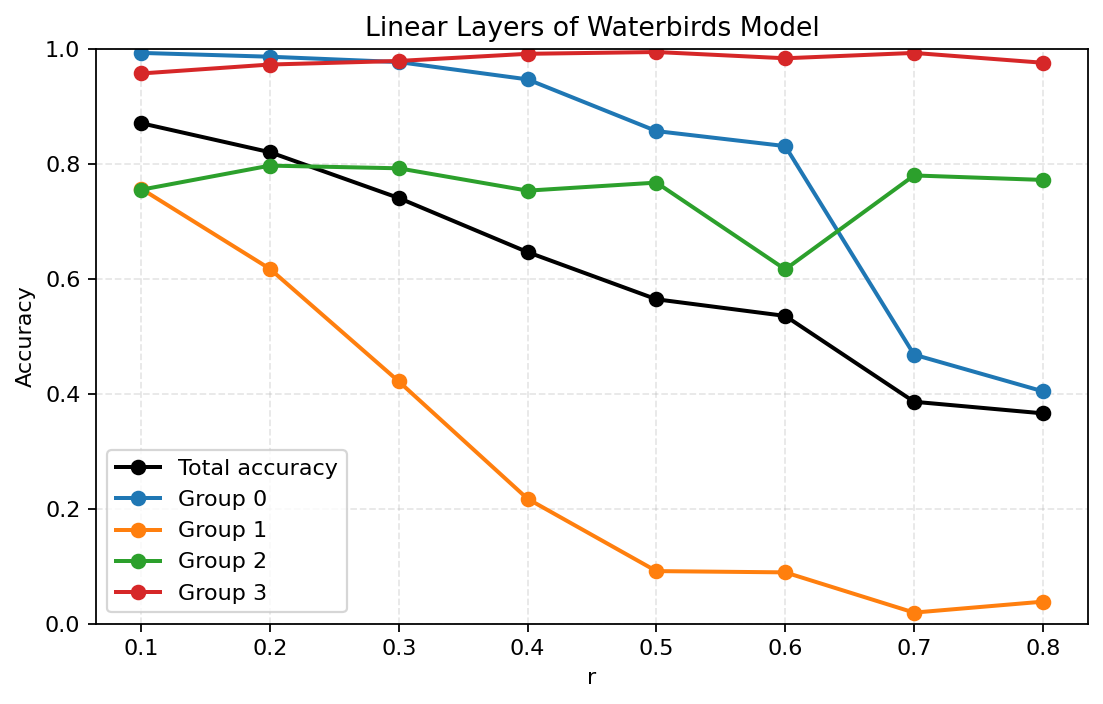 Linear Layers of Waterbirds Model
1.0
0.8
0.6
0.4
0.2
0.0
Accuracy
Total accuracy
Group 0
Group 1
Group 2
Group 3
0.1 0.2 0.3 0.4 0.5 0.6 0.7 0.8
r